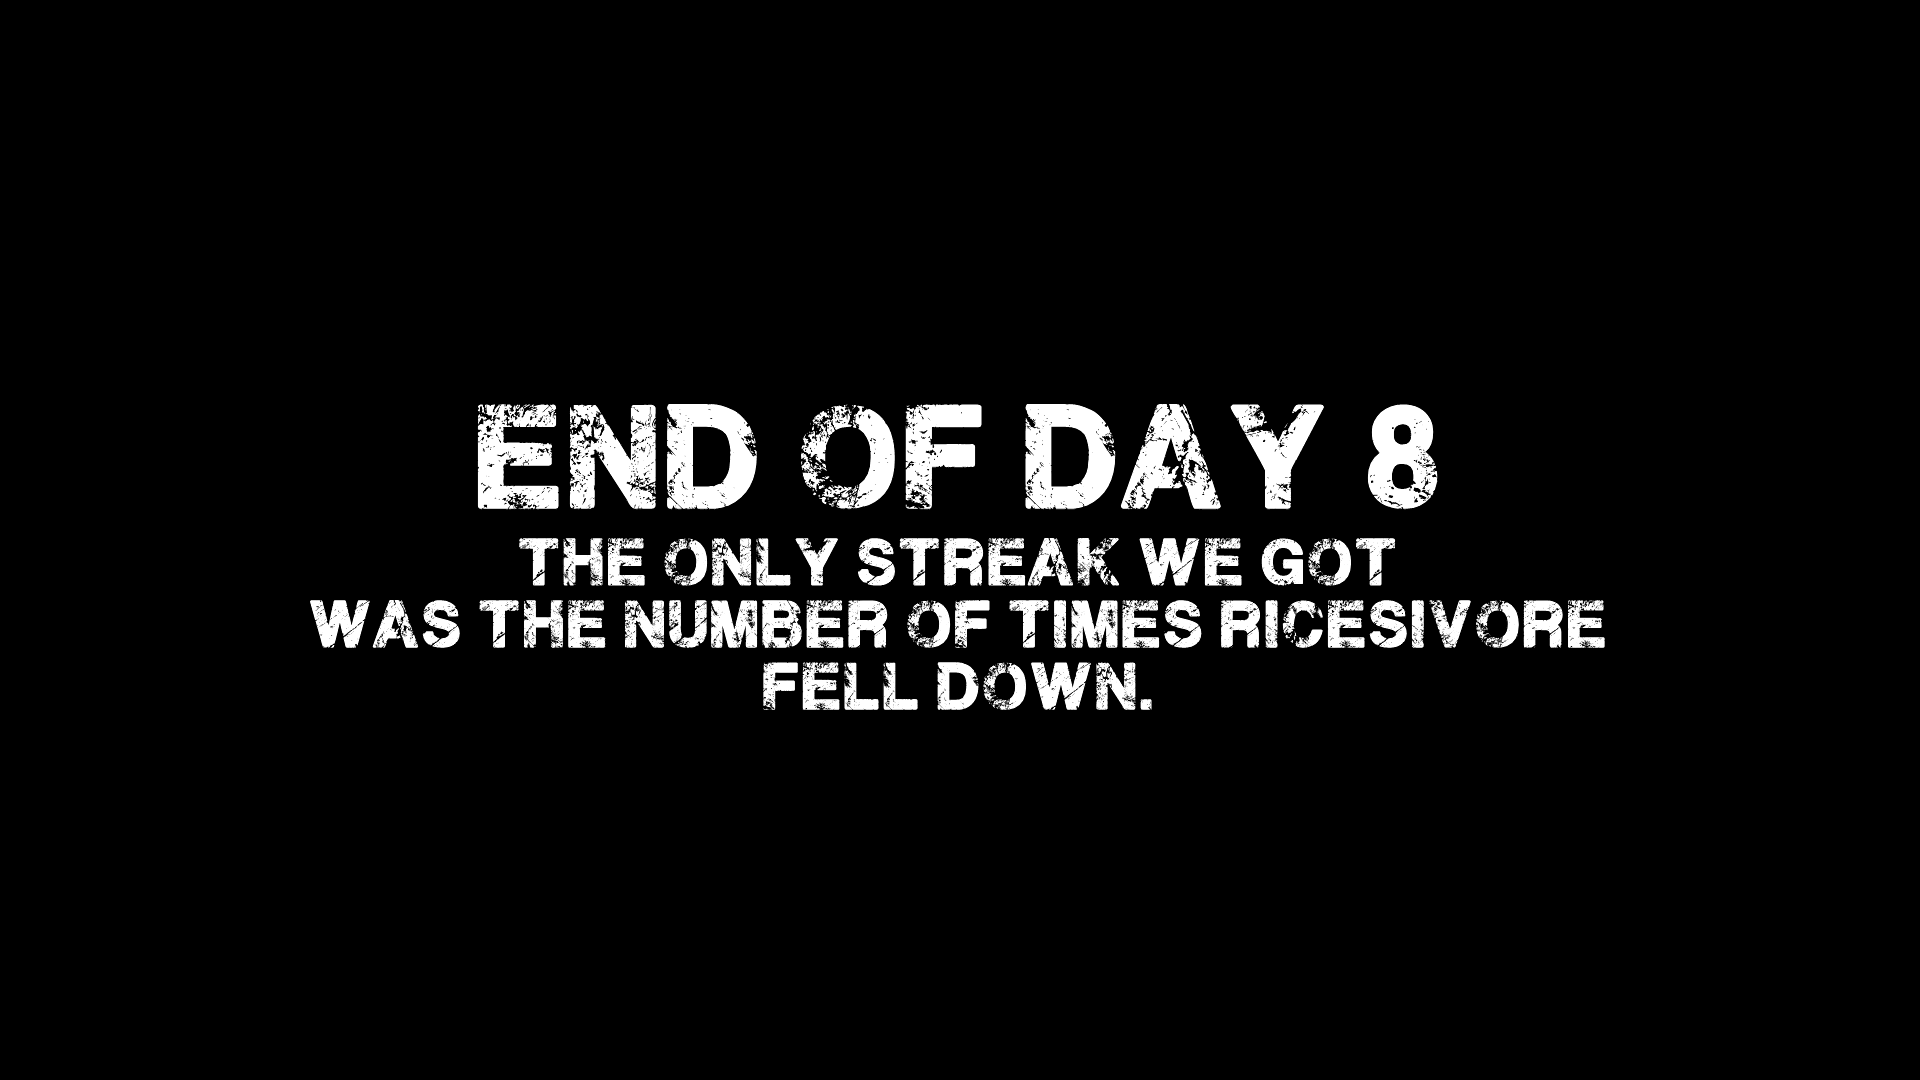 END OF DAY 8
THE ONLY STREAK WE GOT
WAS THE NUMBER OF TIMES RICESIVORE
FELL DOWN.